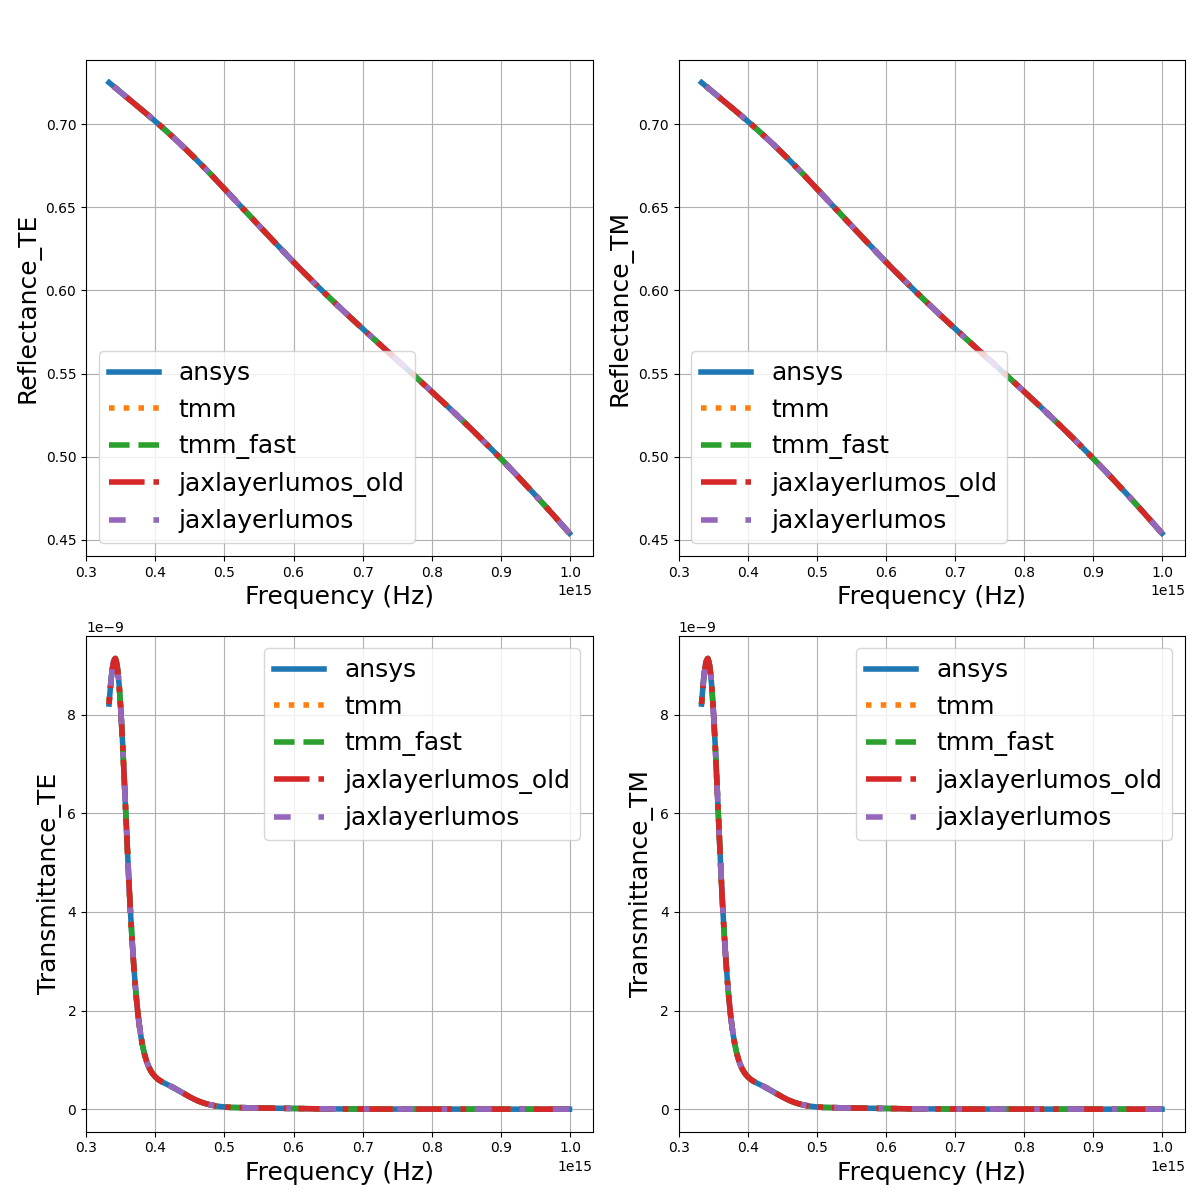 Reflectance_TE
0.70
0.65
0.60
0.55
0.50
0.45
ansys
tmm
tmm_fast
jaxlayerlumos_old
jaxlayerlumos
0.3 0.4 0.5 0.6 0.7 0.8 0.9 1.0
1e15
Frequency (Hz)
Reflectance_TM
0.70
0.65
0.60
0.55
0.50
0.45
ansys
tmm
tmm_fast
jaxlayerlumos_old
jaxlayerlumos
0.3 0.4 0.5 0.6 0.7 0.8 0.9 1.0
1e15
Frequency (Hz)
1e−9
Transmittance_TE
8
6
4
2
0
ansys
tmm
tmm_fast
jaxlayerlumos_old
jaxlayerlumos
0.3 0.4 0.5 0.6 0.7 0.8 0.9 1.0
1e15
Frequency (Hz)
1e−9
Transmittance_TM
8
6
4
2
0
ansys
tmm
tmm_fast
jaxlayerlumos_old
jaxlayerlumos
0.3 0.4 0.5 0.6 0.7 0.8 0.9 1.0
1e15
Frequency (Hz)